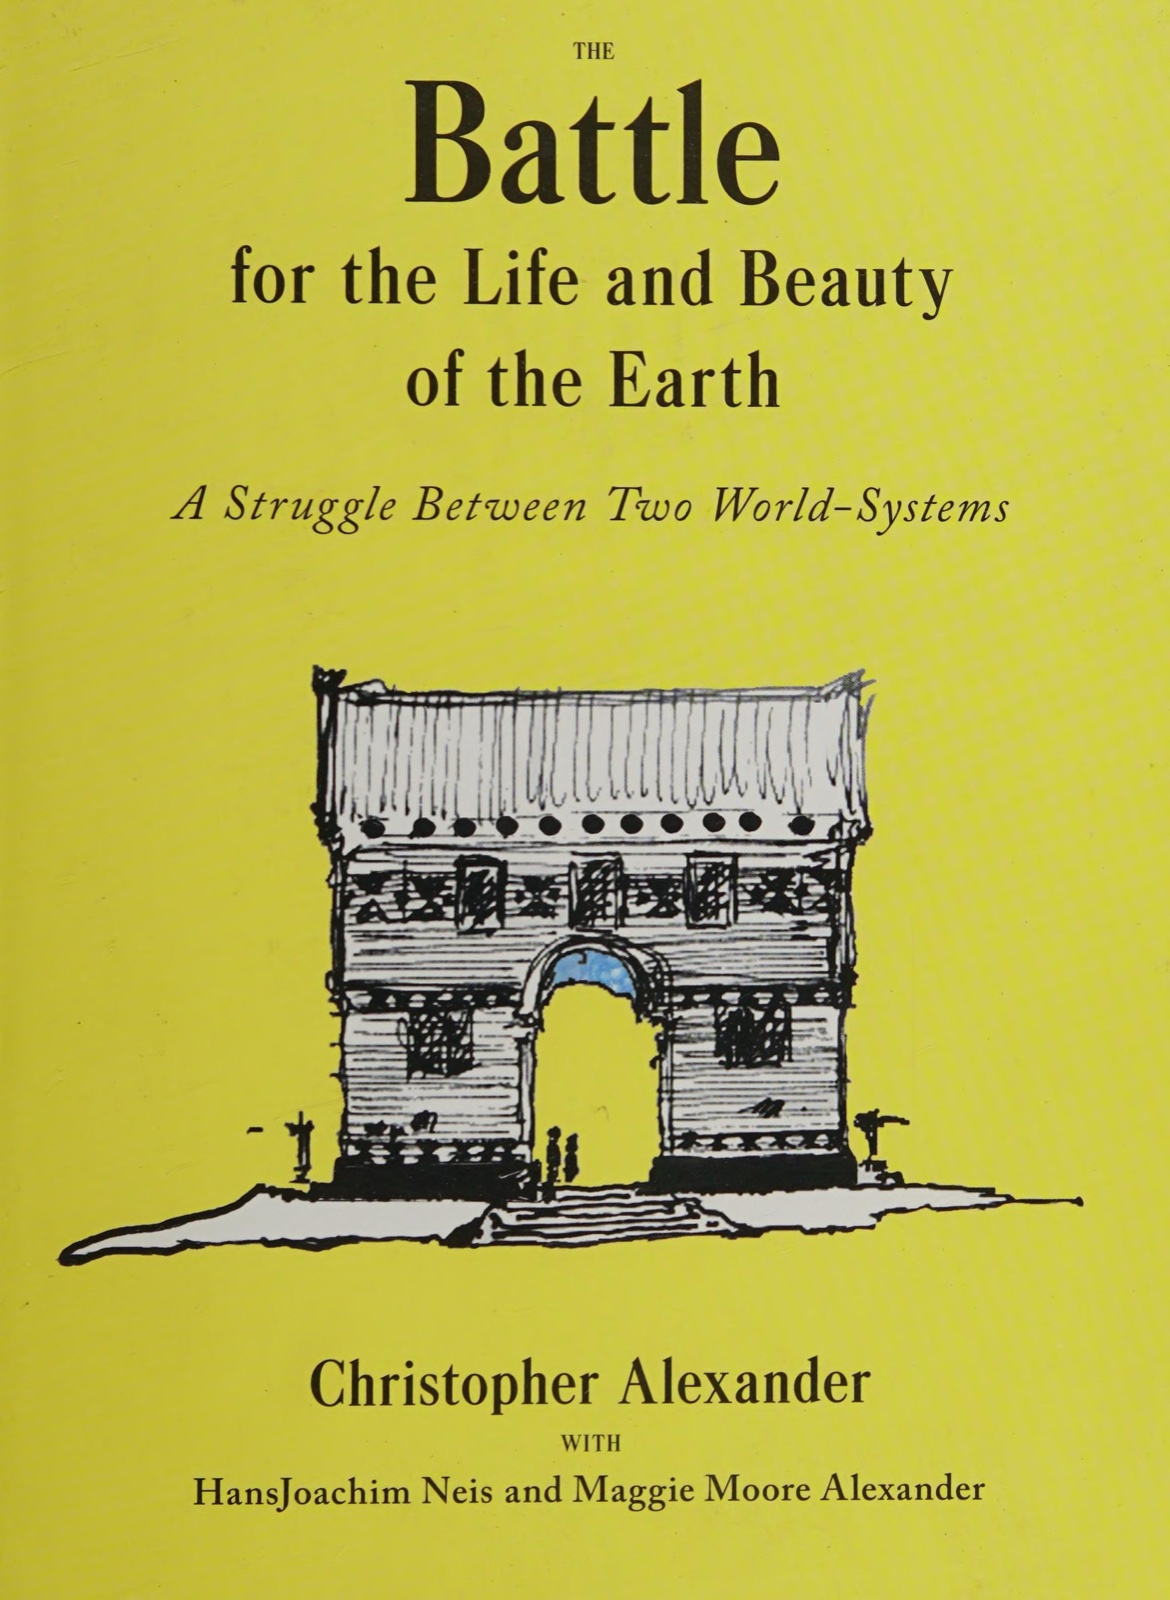 THE
Battle
for the Life and Beauty
of the Earth
A Struggle Between Two World-Systems
Christopher Alexander
WITH
HansJoachim Neis and Maggie Moore Alexander